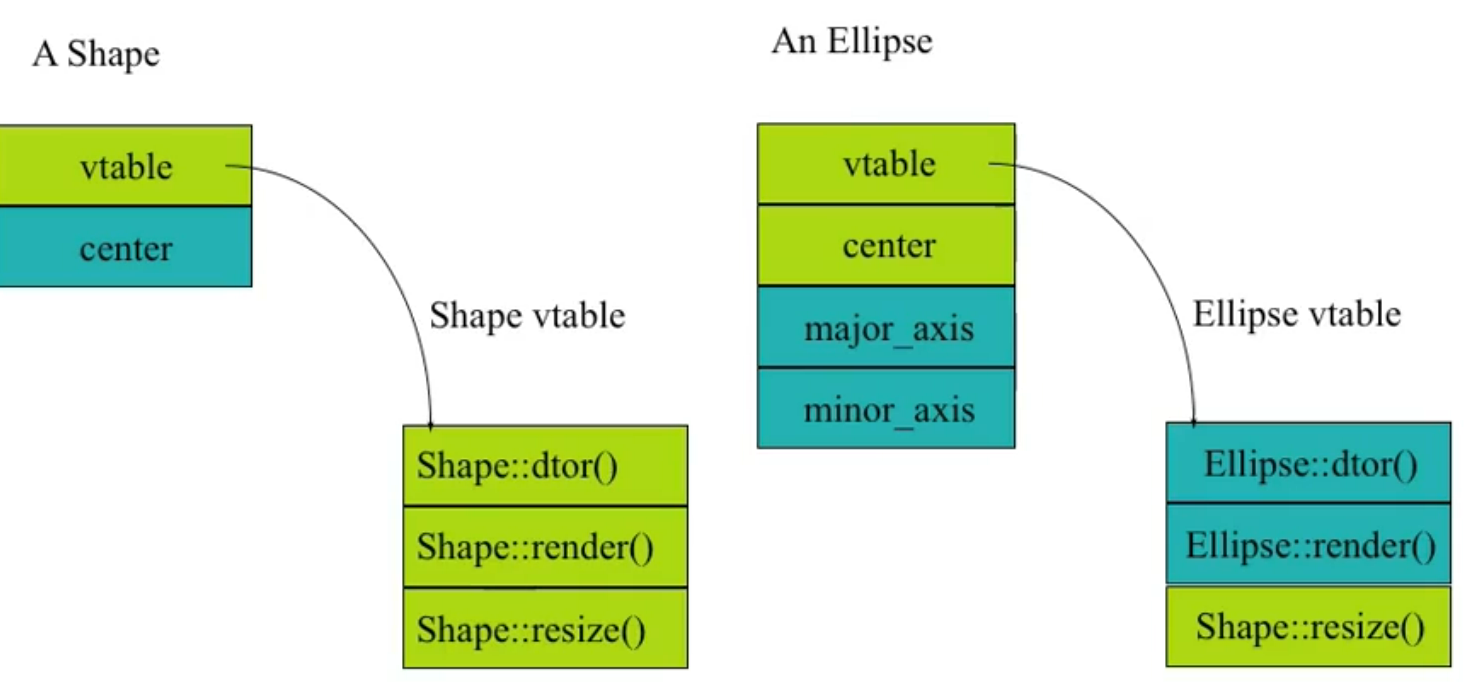 A Shape
vtable
center
Shape vtable
Shape::dtor()
Shape::render()
Shape::resize()
An Ellipse
vtable
center
major_axis
minor_axis
Ellipse vtable
Ellipse::dtor()
Ellipse::render()
Shape::resize()